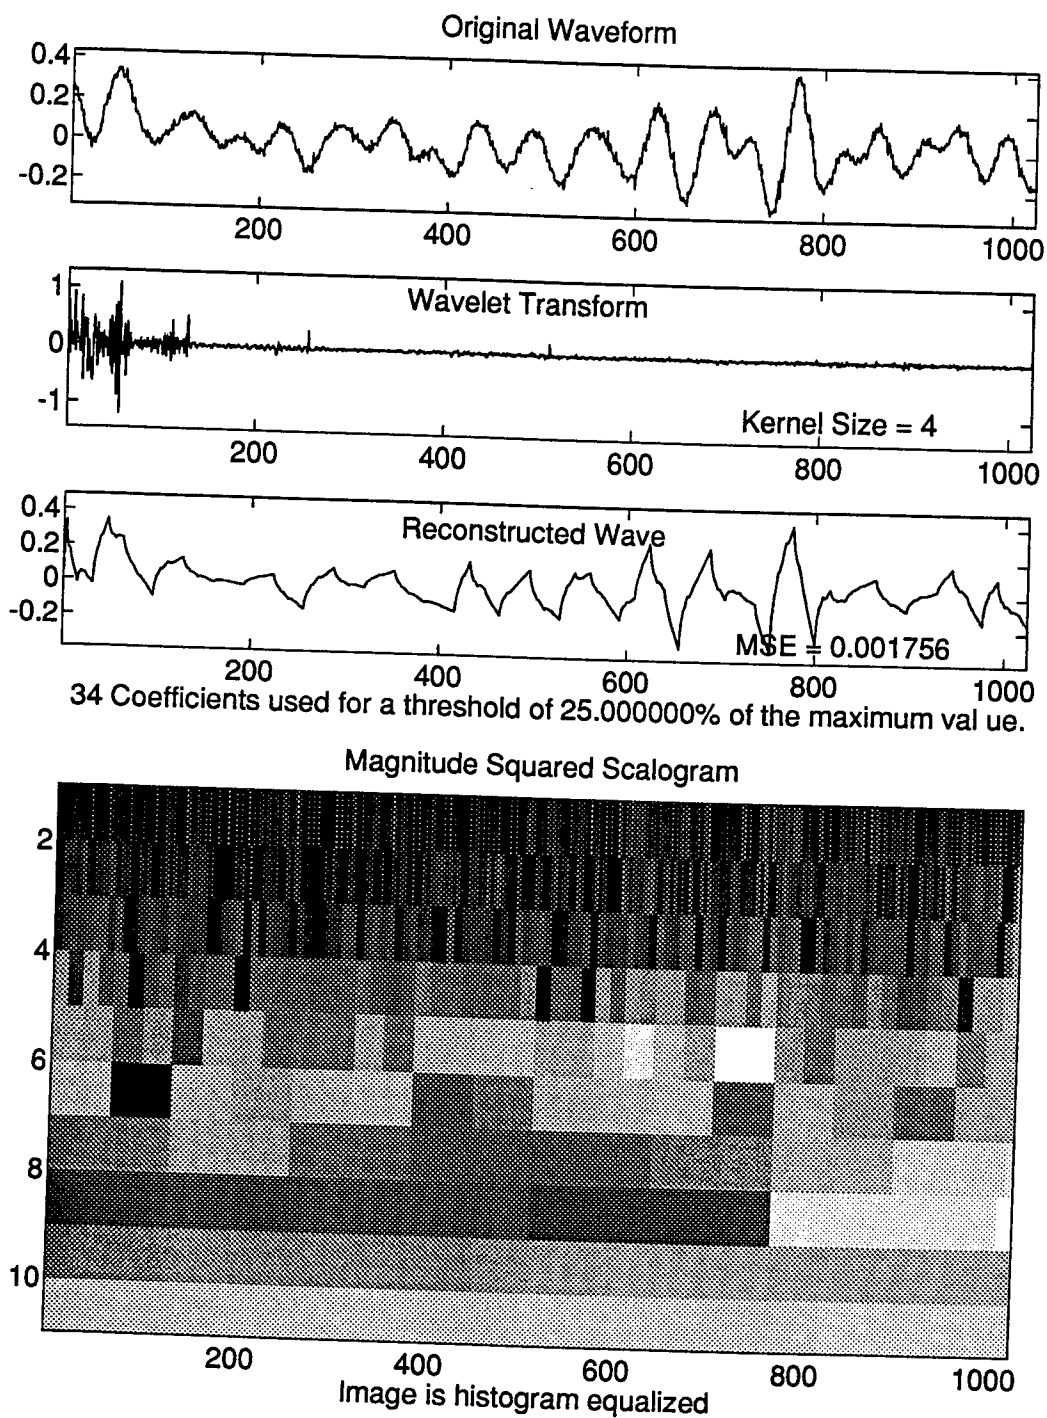 Original Waveform
0.4
0.2
0
-0.2
200 400 600 800 1000
Wavelet Transform
1
0
-1
Kernel Size = 4
200 400 600 800 1000
Reconstructed Wave
0.4
0.2
0
-0.2
MSE = 0.001756
200 400 600 800 1000
34 Coefficients used for a threshold of 25.000000% of the maximum val ue.
Magnitude Squared Scalogram
2
4
6
8
10
200 400 600 800 1000
Image is histogram equalized